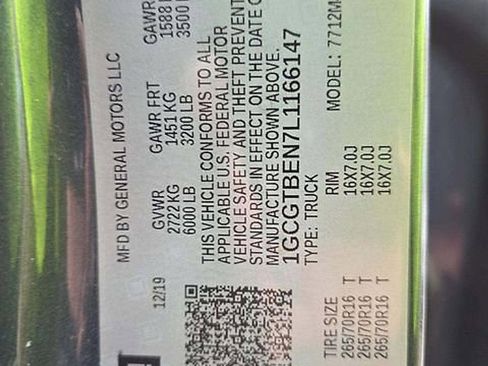 MFD BY GENERAL MOTORS LLC
12/19
GVWR GAWR FRT GAWR
2722 KG 1451 KG 1588
6000 LB 3200 LB 3500
THIS VEHICLE CONFORMS TO ALL
APPLICABLE U.S. FEDERAL MOTOR
VEHICLE SAFETY AND THEFT PREVENT
STANDARDS IN EFFECT ON THE DATE O
MANUFACTURE SHOWN ABOVE.
1GCGTBEN7L1166147
TYPE: TRUCK MODEL: 7712M
TIRE SIZE RIM
265/70R16 T 16X7.0J
265/70R16 T 16X7.0J
265/70R16 T 16X7.0J